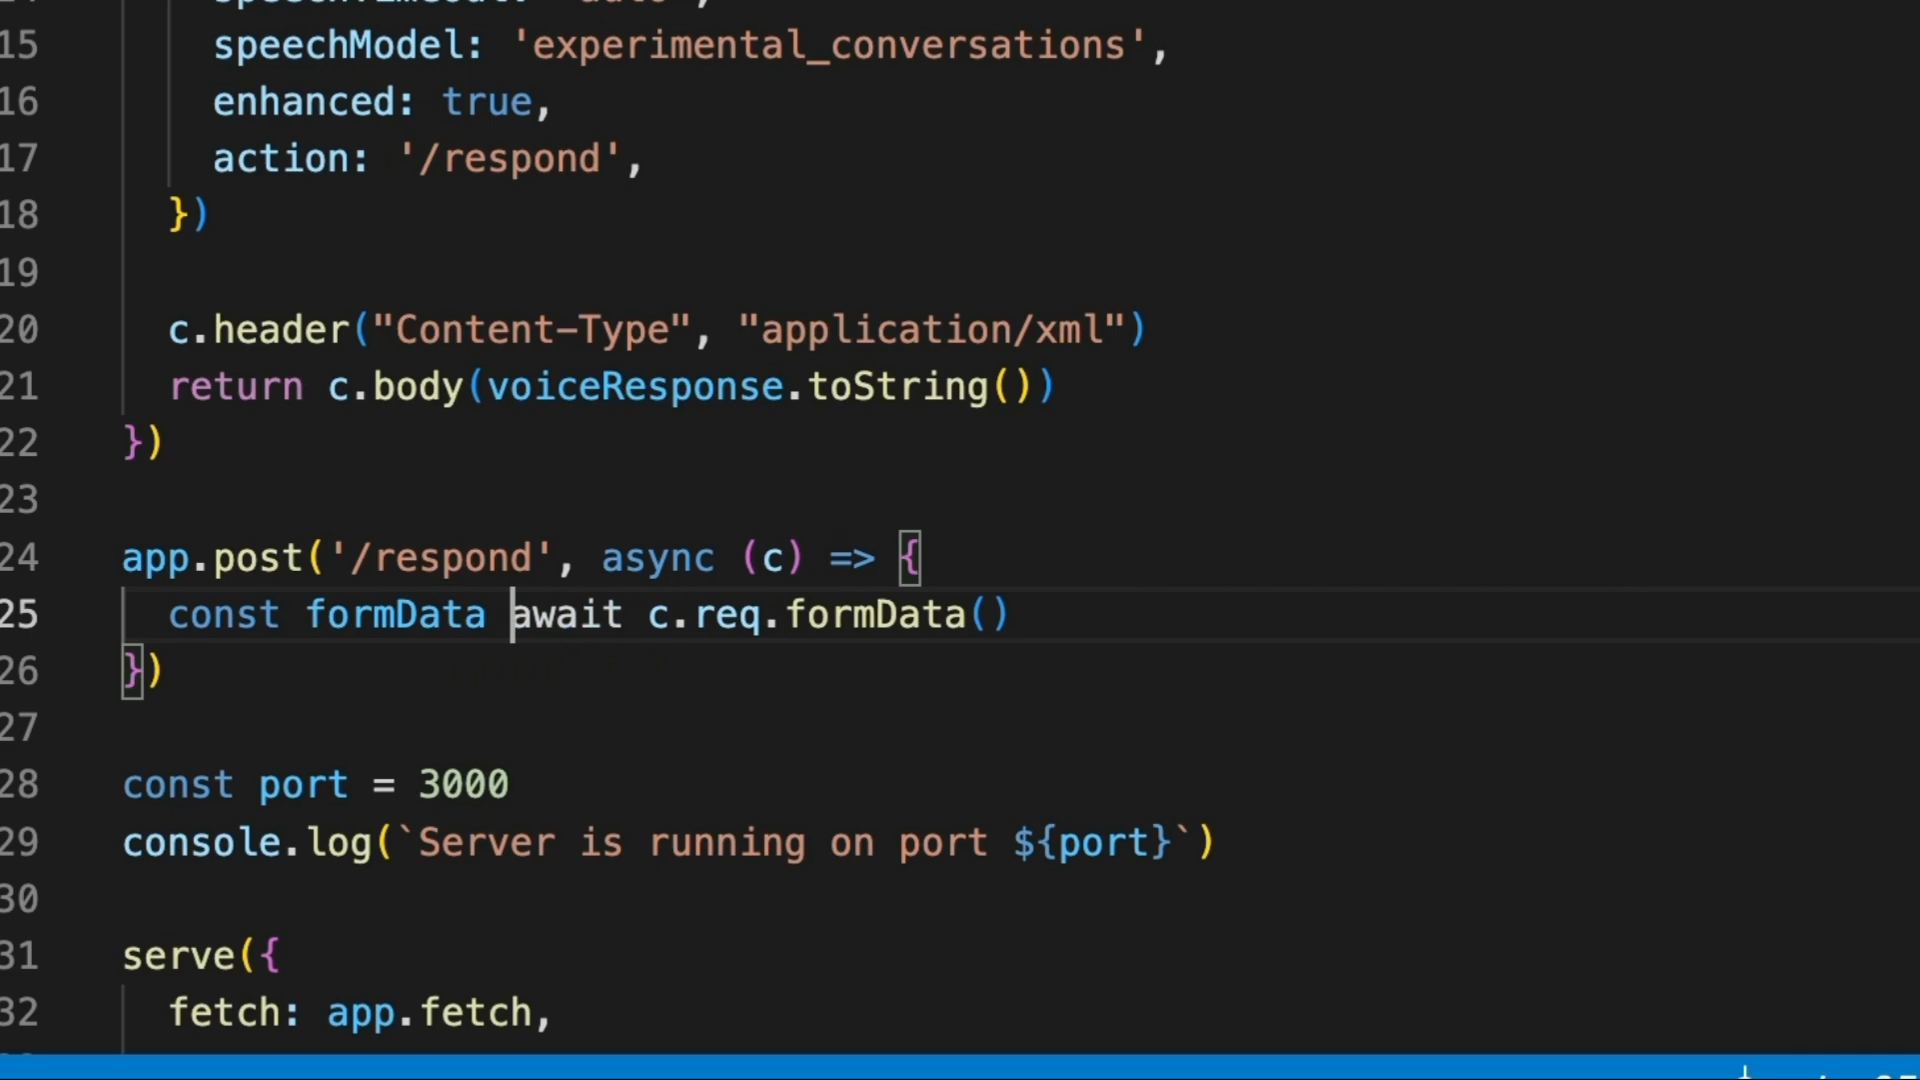 15 speechModel: 'experimental_conversations',
16 enhanced: true,
17 action: '/respond',
18 })
19
20 c.header("Content-Type", "application/xml")
21 return c.body(voiceResponse.toString())
22 })
23
24 app.post('/respond', async (c) => {
25 const formData await c.req.formData()
26 })
27
28 const port = 3000
29 console.log(`Server is running on port ${port}`)
30
31 serve({
32 fetch: app.fetch,